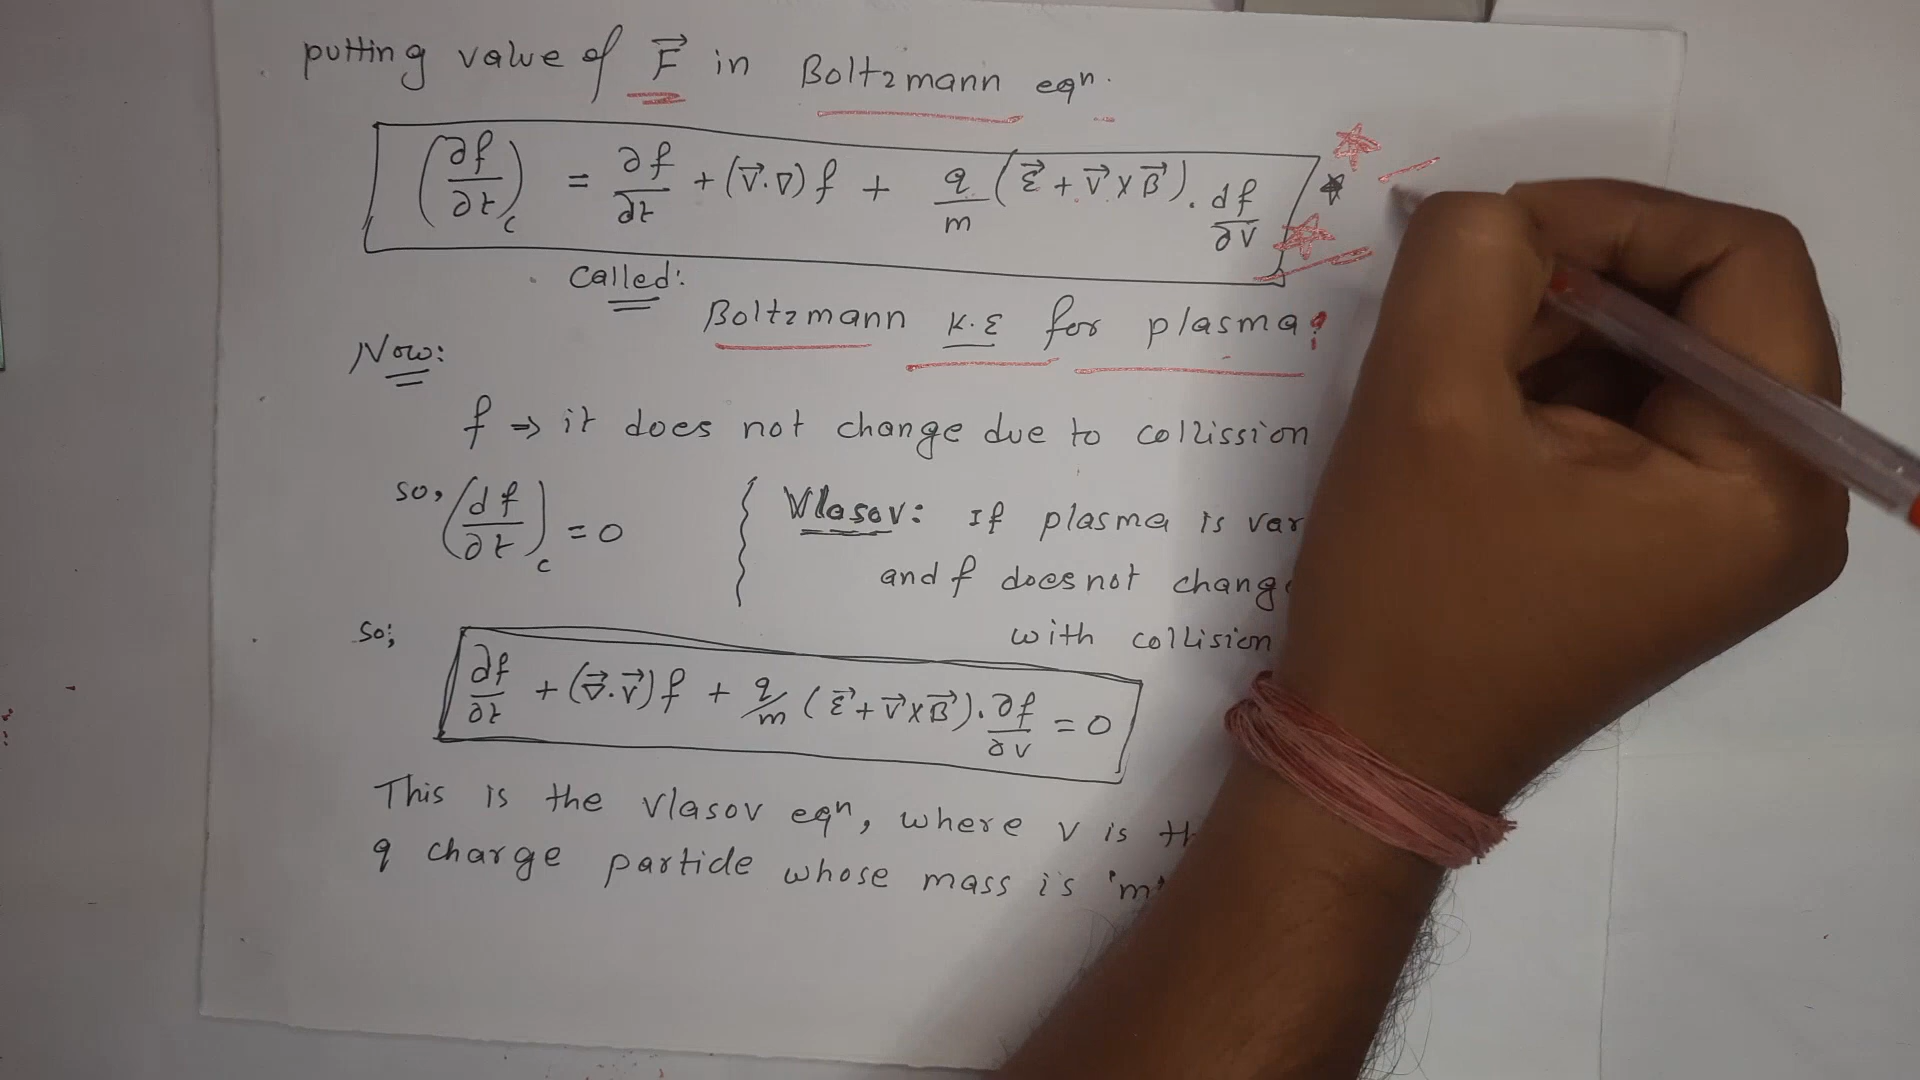 putting value of F⃗ in Boltzmann eqⁿ.
(∂f/∂t)c = ∂f/∂t + (v⃗.∇)f + q/m (ε⃗ + v⃗ x B⃗). df/∂v
called:
Boltzmann K.E for plasma
Now:
f ⇒ it does not change due to collission
so, (df/∂t)c = 0
Vlasov: If plasma is
and f does not
with collision
so;
∂f/∂t + (∇⃗.v⃗)f + q/m (ε⃗ + v⃗ x B⃗). ∂f/∂v = 0
This is the vlasov eqⁿ, where v is
q charge particle whose mass is 'm'